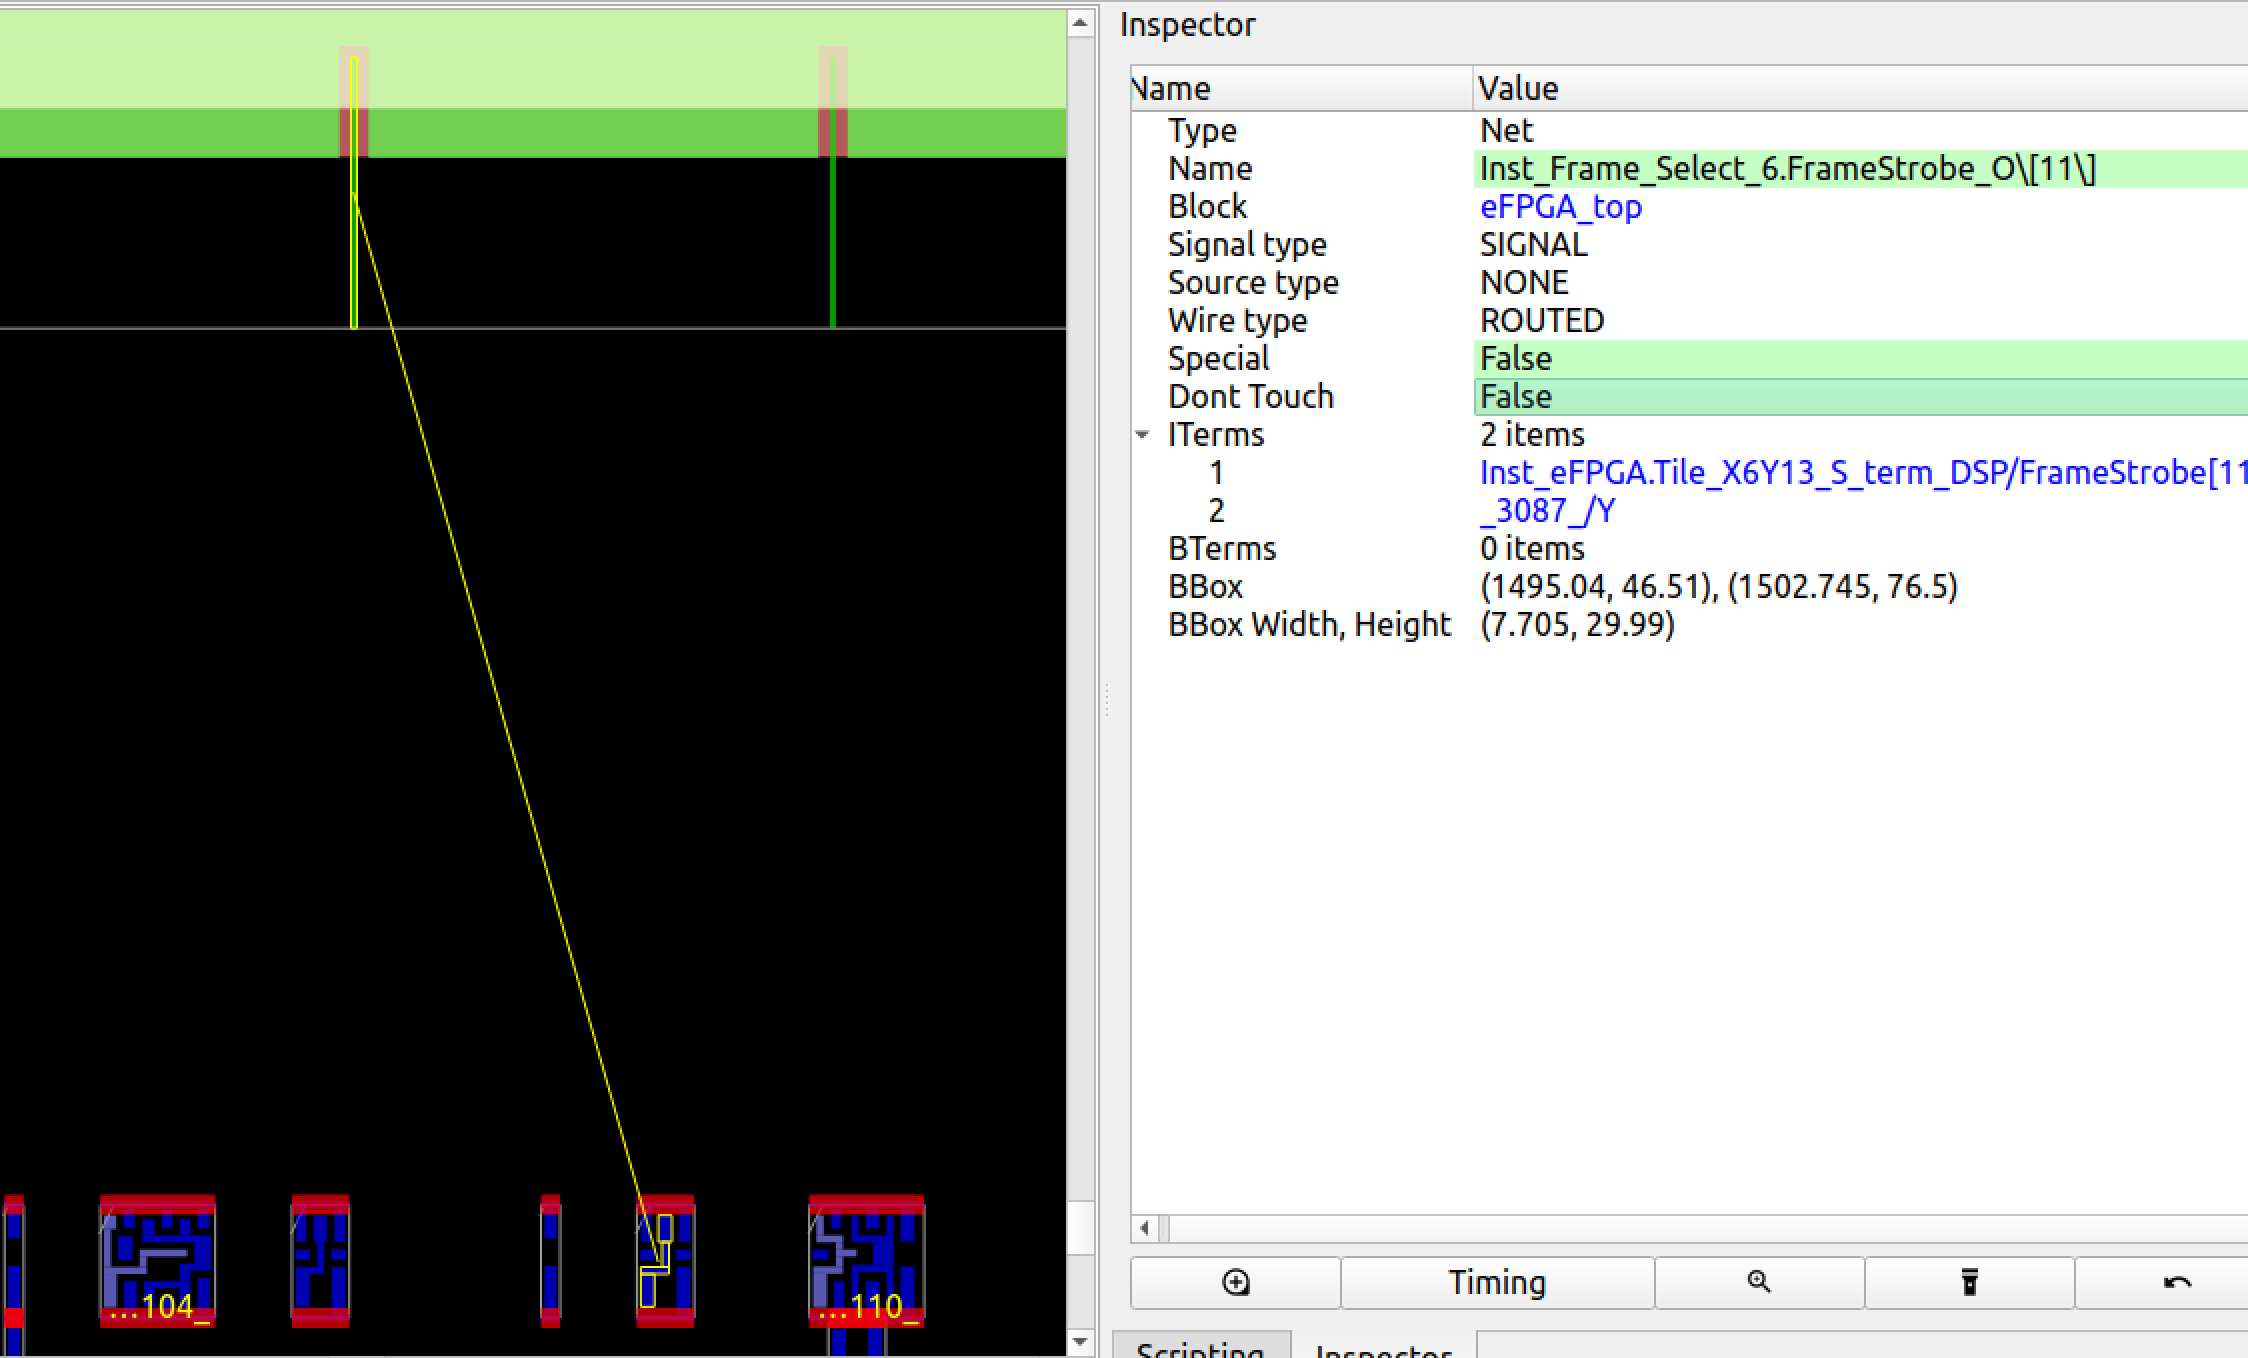 Inspector
Name Value
Type Net
Name Inst_Frame_Select_6.FrameStrobe_O\[11\]
Block eFPGA_top
Signal type SIGNAL
Source type NONE
Wire type ROUTED
Special False
Dont Touch False
ITerms 2 items
1 Inst_eFPGA.Tile_X6Y13_S_term_DSP/FrameStrobe[11
2 _3087_/Y
BTerms 0 items
BBox (1495.04, 46.51), (1502.745, 76.5)
BBox Width, Height (7.705, 29.99)
...104_
...110_
Timing
Scripting Inspector